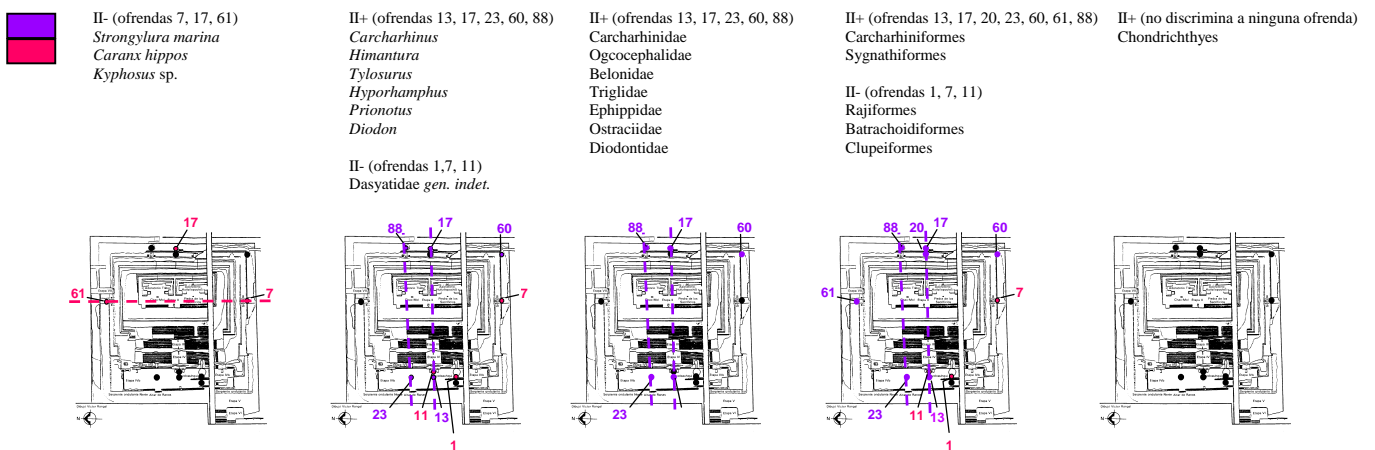 II- (ofrendas 7, 17, 61)
Strongylura marina
Caranx hippos
Kyphosus sp.
II+ (ofrendas 13, 17, 23, 60, 88)
Carcharhinus
Himantura
Tylosurus
Hyporhamphus
Prionotus
Diodon
II- (ofrendas 1,7, 11)
Dasyatidae gen. indet.
II+ (ofrendas 13, 17, 23, 60, 88)
Carcharhinidae
Ogcocephalidae
Belonidae
Triglidae
Ephippidae
Ostraciidae
Diodontidae
II+ (ofrendas 13, 17, 20, 23, 60, 61, 88)
Carcharhiniformes
Sygnathiformes
II- (ofrendas 1, 7, 11)
Rajiformes
Batrachoidiformes
Clupeiformes
II+ (no discrimina a ninguna ofrenda)
Chondrichthyes
17
61
7
N
88
17
60
7
23
11
13
1
N
88
17
60
23
N
88
20
17
60
61
7
23
11
13
1
N
N